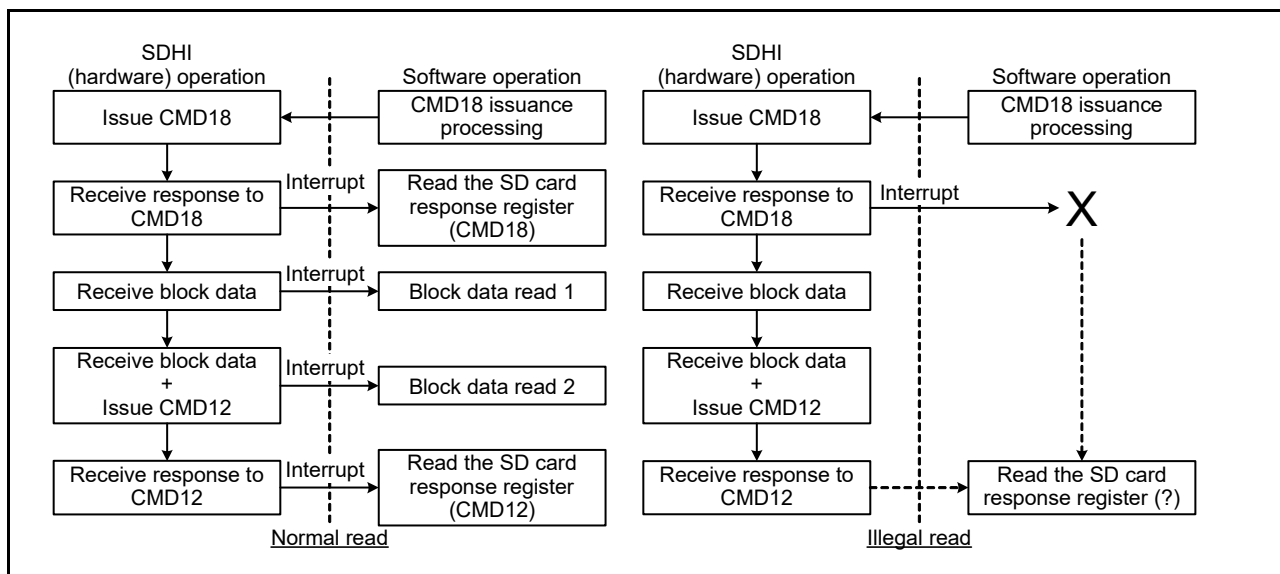 SDHI
(hardware) operation
Software operation
Issue CMD18
CMD18 issuance
processing
Receive response to
CMD18
Interrupt
Read the SD card
response register
(CMD18)
Receive block data
Interrupt
Block data read 1
Receive block data
+
Issue CMD12
Interrupt
Block data read 2
Receive response to
CMD12
Interrupt
Read the SD card
response register
(CMD12)
Normal read
SDHI
(hardware) operation
Software operation
Issue CMD18
CMD18 issuance
processing
Receive response to
CMD18
Interrupt
X
Receive block data
Receive block data
+
Issue CMD12
Receive response to
CMD12
Read the SD card
response register (?)
Illegal read